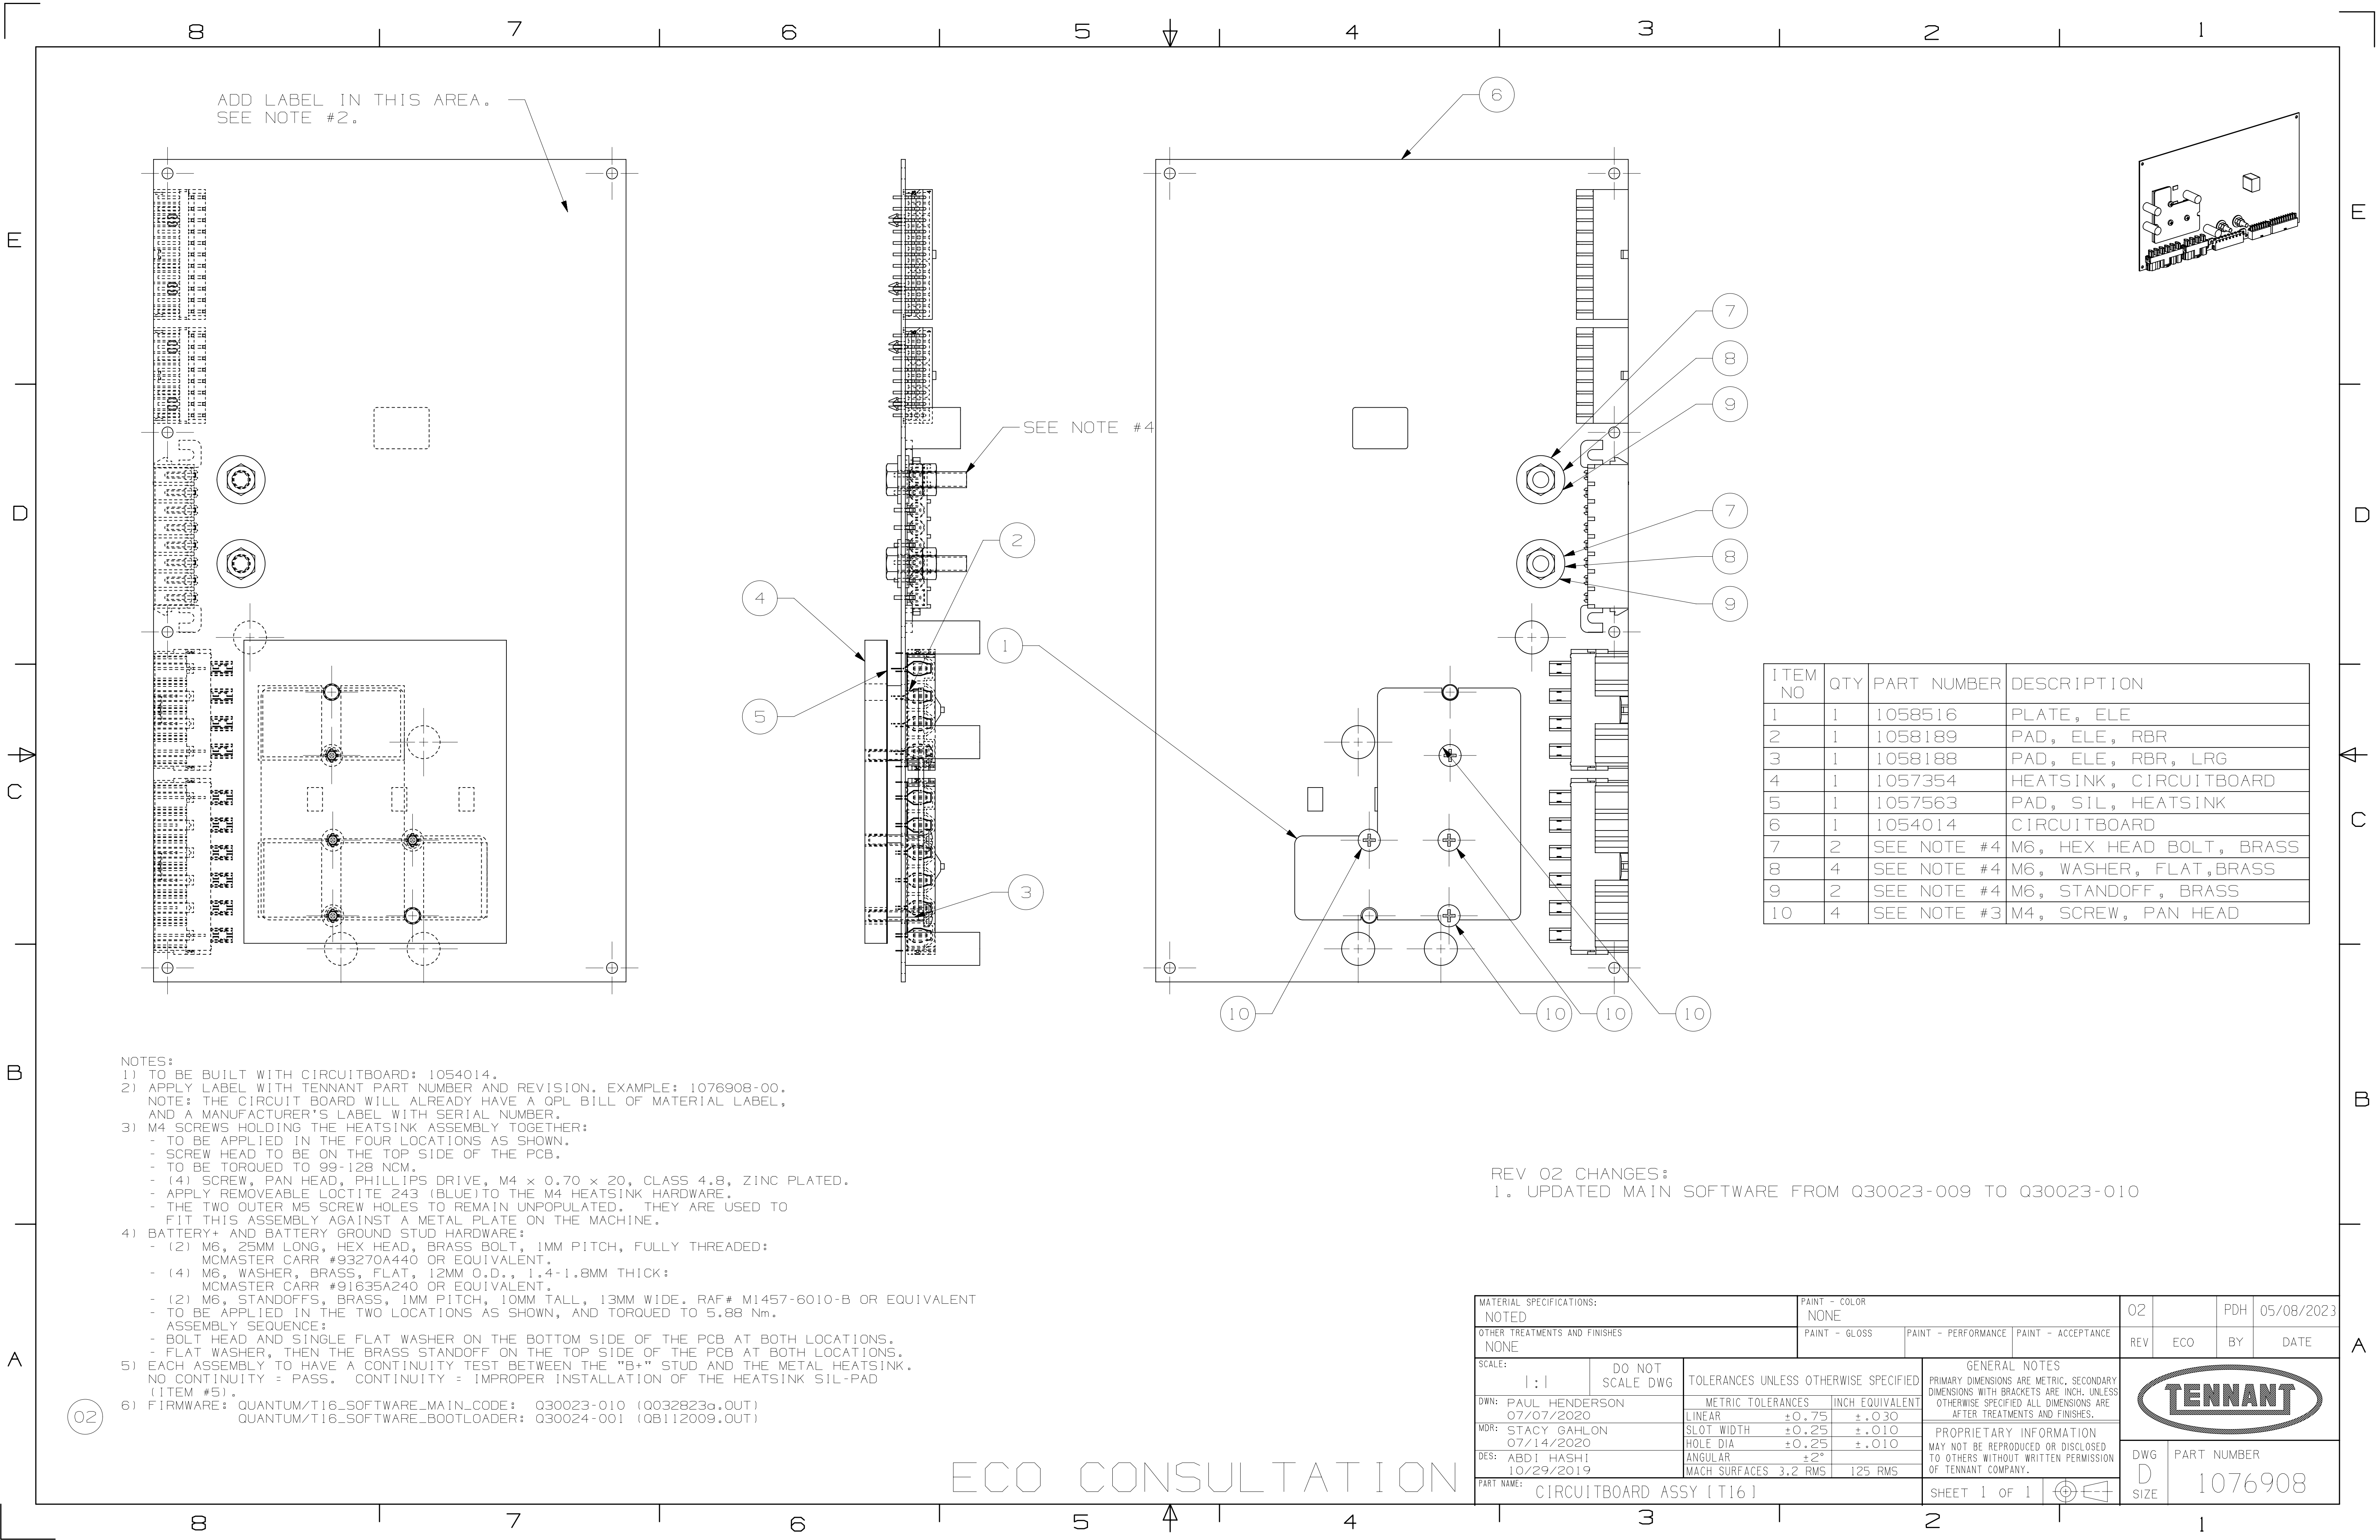 8 7 6 5 4 3 2 1
ADD LABEL IN THIS AREA.
SEE NOTE #2.
6
E E
7
8
9
SEE NOTE #4
D D
7
2
8
4
9
1
5
ITEM NO QTY PART NUMBER DESCRIPTION
1 1 1058516 PLATE, ELE
2 1 1058189 PAD, ELE, RBR
3 1 1058188 PAD, ELE, RBR, LRG
4 1 1057354 HEATSINK, CIRCUITBOARD
5 1 1057563 PAD, SIL, HEATSINK
6 1 1054014 CIRCUITBOARD
7 2 SEE NOTE #4 M6, HEX HEAD BOLT, BRASS
8 4 SEE NOTE #4 M6, WASHER, FLAT,BRASS
9 2 SEE NOTE #4 M6, STANDOFF, BRASS
10 4 SEE NOTE #3 M4, SCREW, PAN HEAD
C C
3
10 10 10 10
B B
NOTES:
1) TO BE BUILT WITH CIRCUITBOARD: 1054014.
2) APPLY LABEL WITH TENNANT PART NUMBER AND REVISION. EXAMPLE: 1076908-00.
NOTE: THE CIRCUIT BOARD WILL ALREADY HAVE A QPL BILL OF MATERIAL LABEL,
AND A MANUFACTURER'S LABEL WITH SERIAL NUMBER.
3) M4 SCREWS HOLDING THE HEATSINK ASSEMBLY TOGETHER:
- TO BE APPLIED IN THE FOUR LOCATIONS AS SHOWN.
- SCREW HEAD TO BE ON THE TOP SIDE OF THE PCB.
- TO BE TORQUED TO 99-128 NCM.
- (4) SCREW, PAN HEAD, PHILLIPS DRIVE, M4 x 0.70 x 20, CLASS 4.8, ZINC PLATED.
- APPLY REMOVEABLE LOCTITE 243 (BLUE)TO THE M4 HEATSINK HARDWARE.
- THE TWO OUTER M5 SCREW HOLES TO REMAIN UNPOPULATED. THEY ARE USED TO
FIT THIS ASSEMBLY AGAINST A METAL PLATE ON THE MACHINE.
4) BATTERY+ AND BATTERY GROUND STUD HARDWARE:
- (2) M6, 25MM LONG, HEX HEAD, BRASS BOLT, 1MM PITCH, FULLY THREADED:
MCMASTER CARR #93270A440 OR EQUIVALENT.
- (4) M6, WASHER, BRASS, FLAT, 12MM O.D., 1.4-1.8MM THICK:
MCMASTER CARR #91635A240 OR EQUIVALENT.
- (2) M6, STANDOFFS, BRASS, 1MM PITCH, 10MM TALL, 13MM WIDE. RAF# M1457-6010-B OR EQUIVALENT
- TO BE APPLIED IN THE TWO LOCATIONS AS SHOWN, AND TORQUED TO 5.88 Nm.
ASSEMBLY SEQUENCE:
- BOLT HEAD AND SINGLE FLAT WASHER ON THE BOTTOM SIDE OF THE PCB AT BOTH LOCATIONS.
- FLAT WASHER, THEN THE BRASS STANDOFF ON THE TOP SIDE OF THE PCB AT BOTH LOCATIONS.
5) EACH ASSEMBLY TO HAVE A CONTINUITY TEST BETWEEN THE "B+" STUD AND THE METAL HEATSINK.
NO CONTINUITY = PASS. CONTINUITY = IMPROPER INSTALLATION OF THE HEATSINK SIL-PAD
(ITEM #5).
02
6) FIRMWARE: QUANTUM/T16_SOFTWARE_MAIN_CODE: Q30023-010 (Q032823a.OUT)
QUANTUM/T16_SOFTWARE_BOOTLOADER: Q30024-001 (QB112009.OUT)
REV 02 CHANGES:
1. UPDATED MAIN SOFTWARE FROM Q30023-009 TO Q30023-010
A A
ECO CONSULTATION
MATERIAL SPECIFICATIONS:
NOTED
PAINT - COLOR
NONE
02 PDH 05/08/2023
OTHER TREATMENTS AND FINISHES
NONE
PAINT - GLOSS PAINT - PERFORMANCE PAINT - ACCEPTANCE
REV ECO BY DATE
SCALE:
1:1
DO NOT
SCALE DWG
TOLERANCES UNLESS OTHERWISE SPECIFIED
METRIC TOLERANCES INCH EQUIVALENT
LINEAR ±0.75 ±.030
SLOT WIDTH ±0.25 ±.010
HOLE DIA ±0.25 ±.010
ANGULAR ±2°
MACH SURFACES 3.2 RMS 125 RMS
DWN: PAUL HENDERSON
07/07/2020
MDR: STACY GAHLON
07/14/2020
DES: ABDI HASHI
10/29/2019
PART NAME: CIRCUITBOARD ASSY [T16]
GENERAL NOTES
PRIMARY DIMENSIONS ARE METRIC, SECONDARY
DIMENSIONS WITH BRACKETS ARE INCH. UNLESS
OTHERWISE SPECIFIED ALL DIMENSIONS ARE
AFTER TREATMENTS AND FINISHES.
PROPRIETARY INFORMATION
MAY NOT BE REPRODUCED OR DISCLOSED
TO OTHERS WITHOUT WRITTEN PERMISSION
OF TENNANT COMPANY.
SHEET 1 OF 1
TENNANT
DWG
D
SIZE
PART NUMBER
1076908
8 7 6 5 4 3 2 1